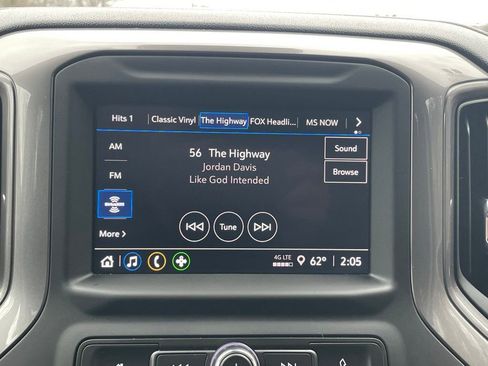 Hits 1 Classic Vinyl The Highway FOX Headli... MS NOW
AM
56 The Highway
Sound
Jordan Davis
FM
Like God Intended
Browse
More
Tune
4G LTE 62° 2:05